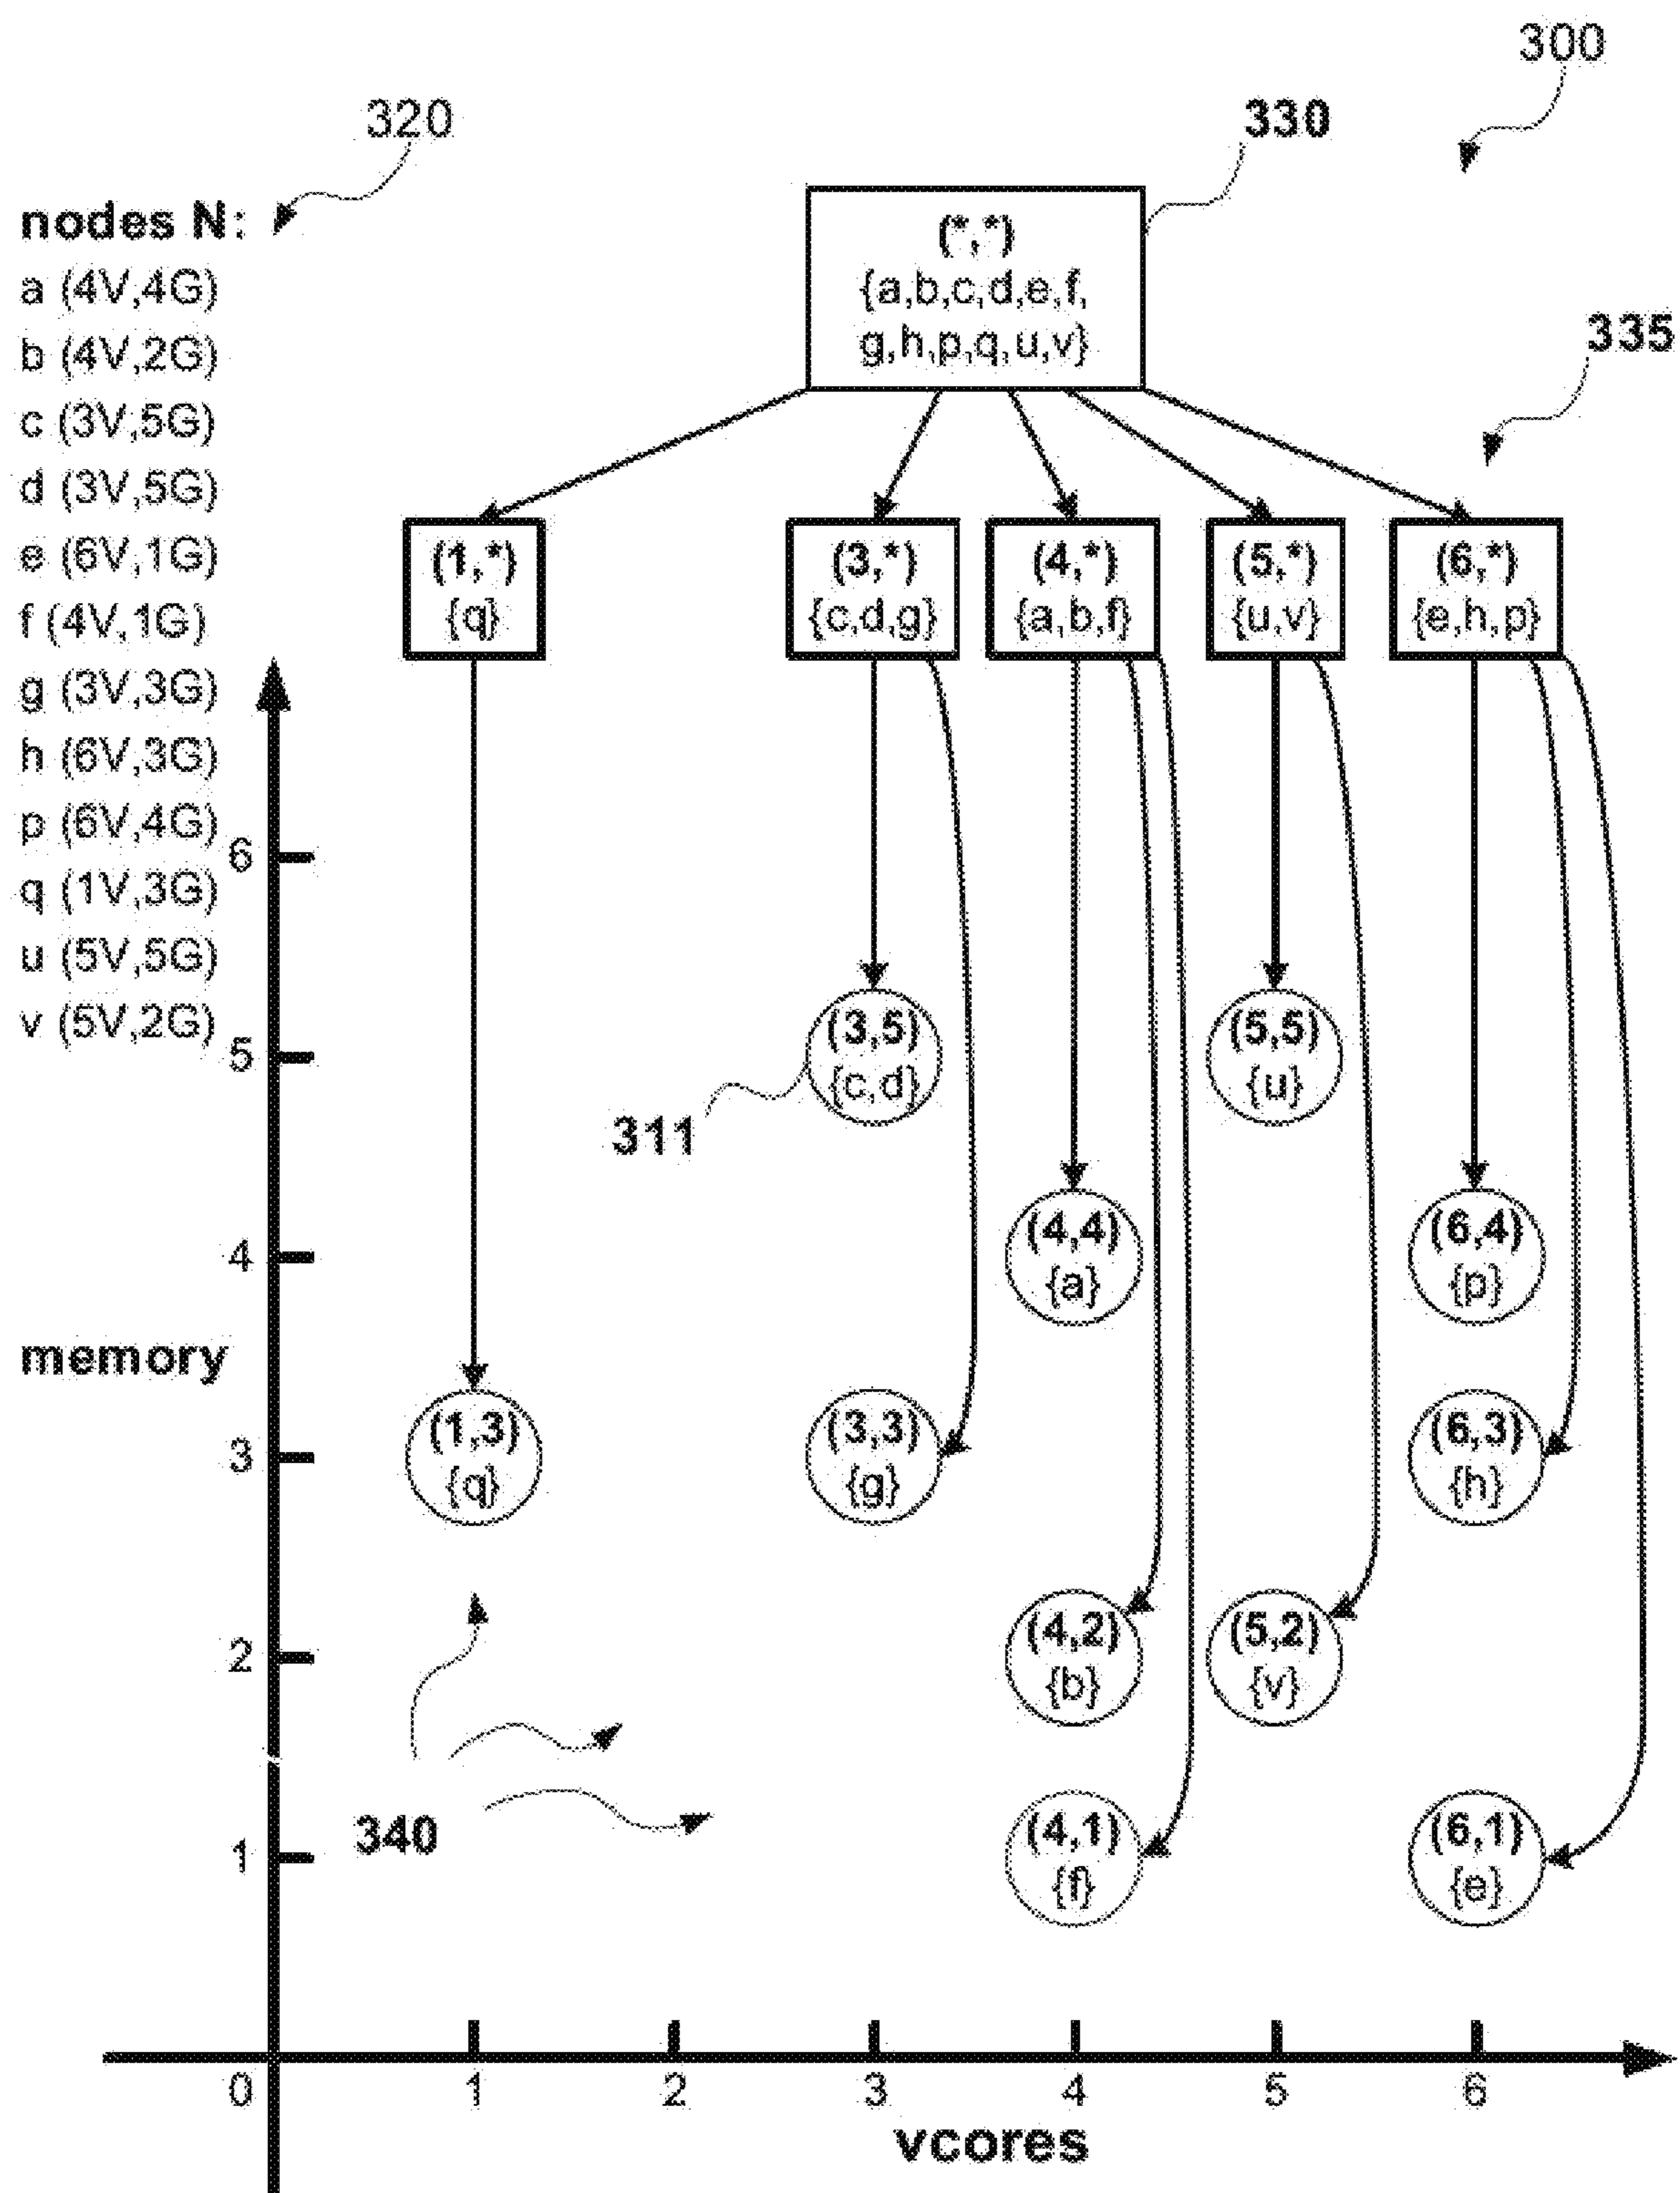 300
320
330
nodes N:
a (4V,4G)
b (4V,2G)
c (3V,5G)
d (3V,5G)
e (6V,1G)
f (4V,1G)
g (3V,3G)
h (6V,3G)
p (6V,4G)
q (1V,3G)
u (5V,5G)
v (5V,2G)
(*,*)
{a,b,c,d,e,f,
g,h,p,q,u,v}
335
(1,*)
{q}
(3,*)
{c,d,g}
(4,*)
{a,b,f}
(5,*)
{u,v}
(6,*)
{e,h,p}
6
5
4
memory
3
2
1
0
(3,5)
{c,d}
(5,5)
{u}
311
(4,4)
{a}
(6,4)
{p}
(1,3)
{q}
(3,3)
{g}
(6,3)
{h}
(4,2)
{b}
(5,2)
{v}
340
(4,1)
{f}
(6,1)
{e}
1
2
3
4
5
6
vcores